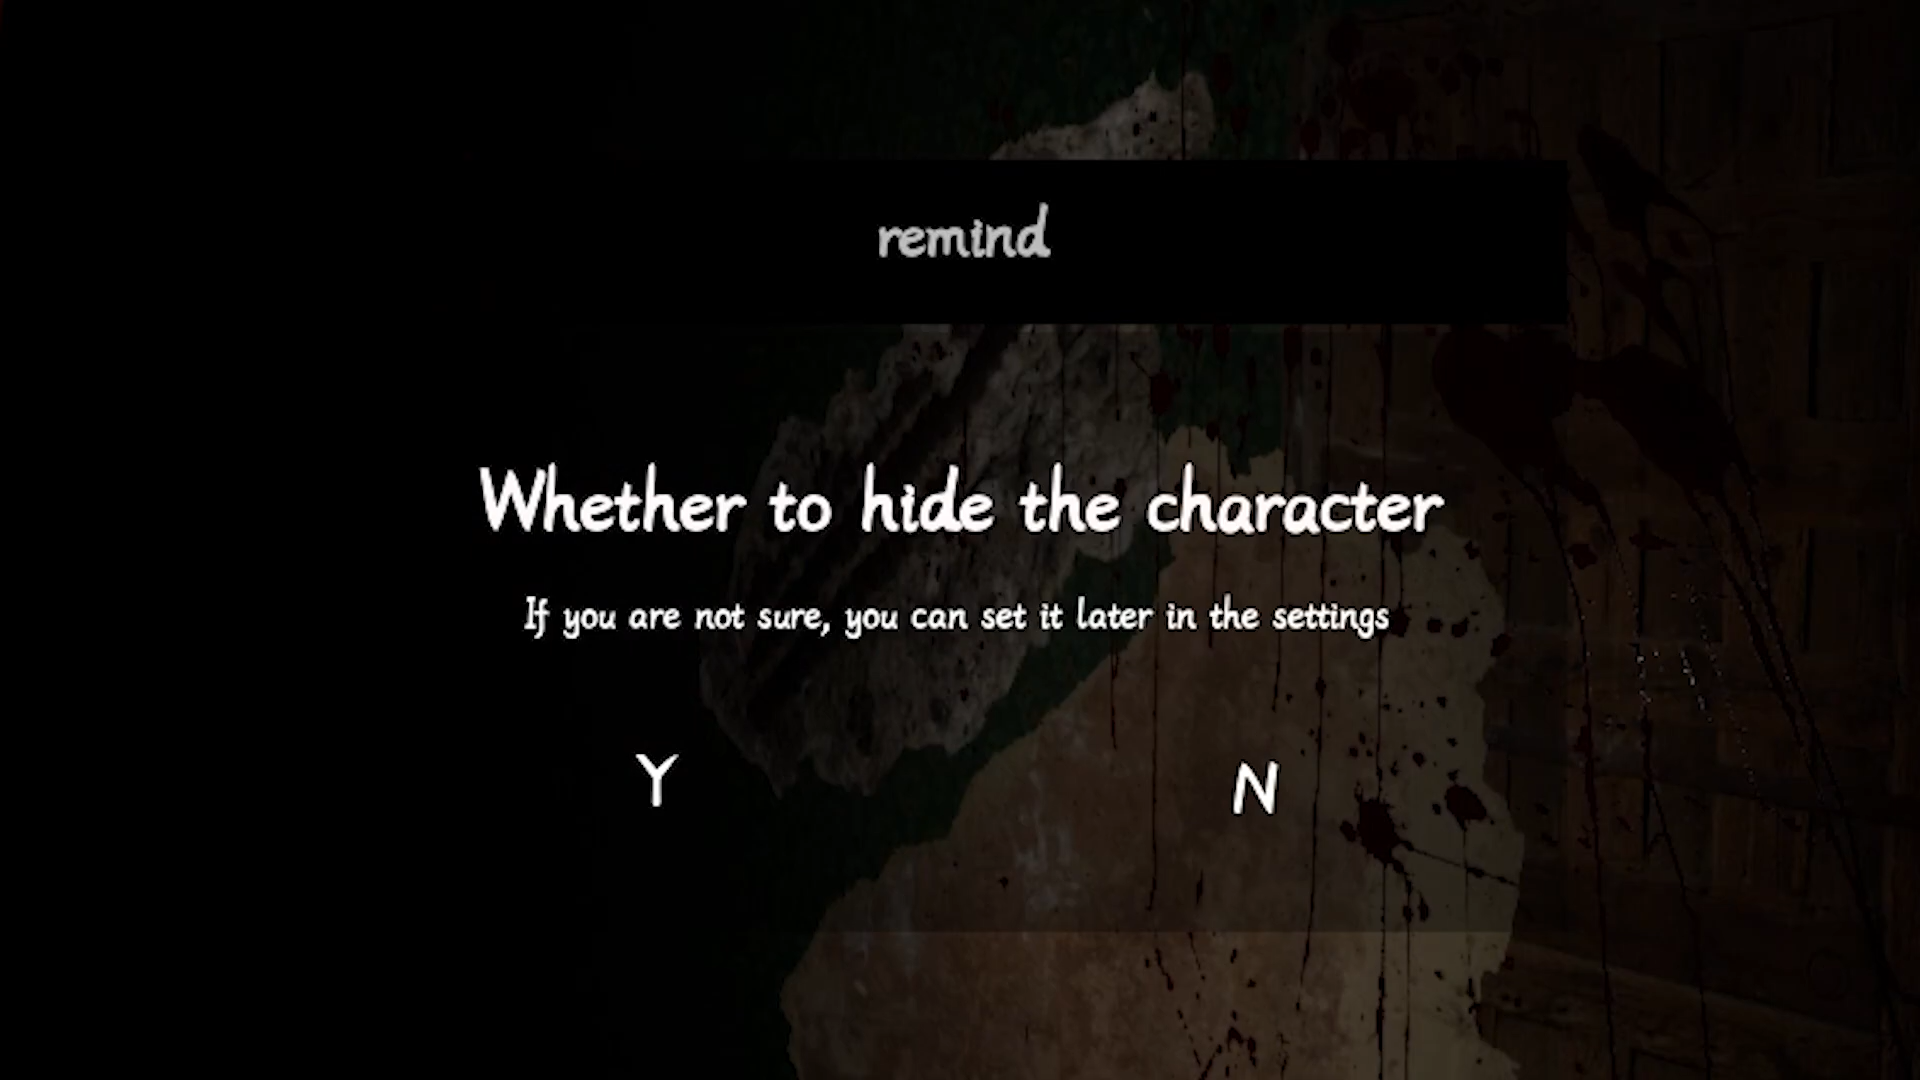 remind
Whether to hide the character
If you are not sure, you can set it later in the settings
Y N